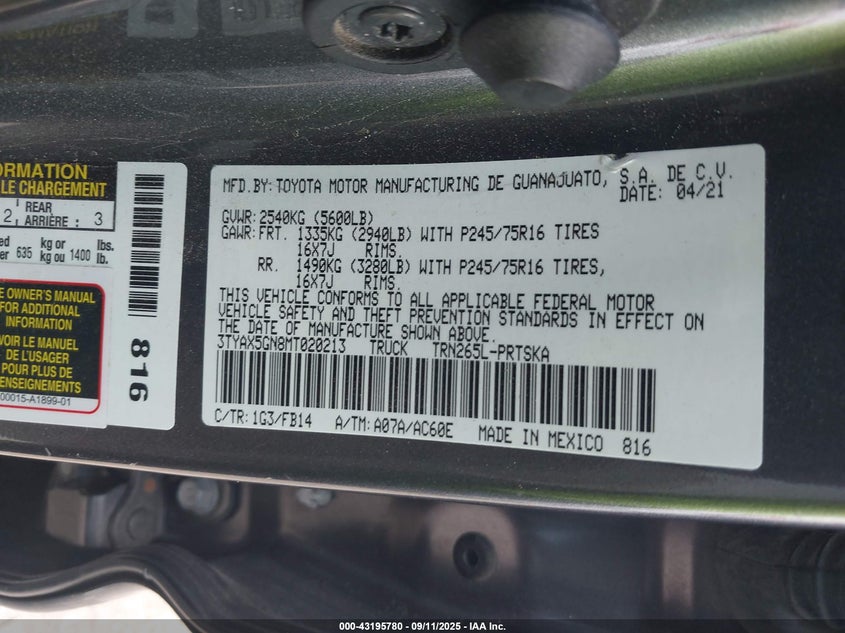 ORMATION
LE CHARGEMENT
2 REAR ARRIÈRE : 3
635 kg or kg ou 1400 lbs. lb.
E OWNER'S MANUAL
FOR ADDITIONAL
INFORMATION
VOIR LE MANUEL
DE L'USAGER
POUR PLUS DE
RENSEIGNEMENTS
00015-A1899-01
816
MFD.BY: TOYOTA MOTOR MANUFACTURING DE GUANAJUATO, S.A. DE C.V.
DATE: 04/21
GVWR: 2540KG (5600LB)
GAWR: FRT. 1335KG (2940LB) WITH P245/75R16 TIRES
16X7J RIMS.
RR. 1490KG (3280LB) WITH P245/75R16 TIRES,
16X7J RIMS.
THIS VEHICLE CONFORMS TO ALL APPLICABLE FEDERAL MOTOR
VEHICLE SAFETY AND THEFT PREVENTION STANDARDS IN EFFECT ON
THE DATE OF MANUFACTURE SHOWN ABOVE.
3TYAX5GN8MT020213 TRUCK TRN265L-PRTSKA
C/TR: 1G3/FB14 A/TM: A07A/AC60E MADE IN MEXICO 816
000-43195780 - 09/11/2025 - IAA Inc.